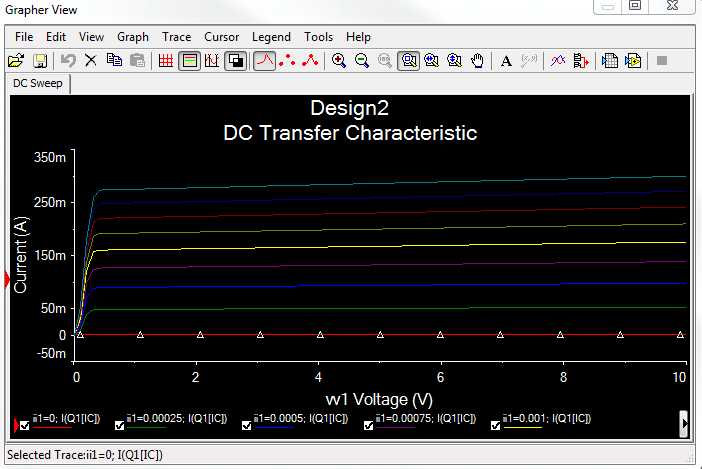 Grapher View
File Edit View Graph Trace Cursor Legend Tools Help
A
DC Sweep
Design2
DC Transfer Characteristic
350m
250m
150m
50m
0
-50m
Current (A)
0 2 4 6 8 10
vv1 Voltage (V)
ii1=0; I(Q1[IC]) ii1=0.00025; I(Q1[IC]) ii1=0.0005; I(Q1[IC]) ii1=0.00075; I(Q1[IC]) ii1=0.001; I(Q1[IC])
Selected Trace:ii1=0; I(Q1[IC])